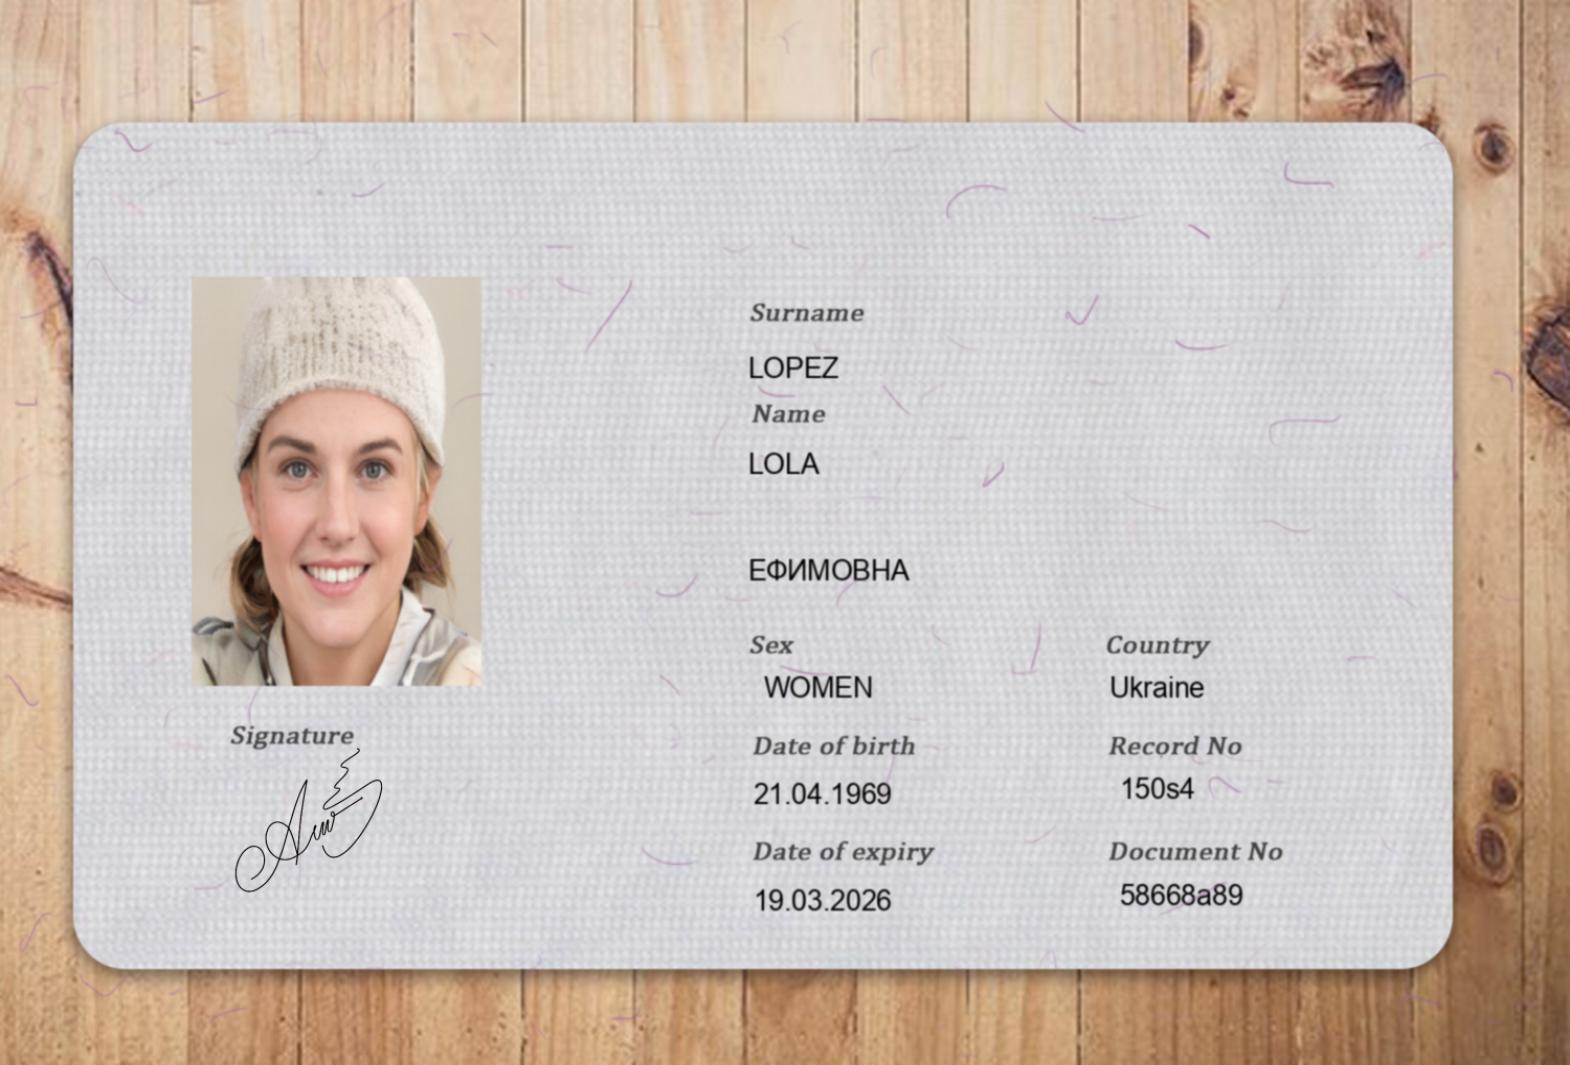 Surname
LOPEZ
Name
LOLA
ЕФИМОВНА
Sex
Country
WOMEN
Ukraine
Date of birth
Record No
21.04.1969
150s4
Date of expiry
Document No
19.03.2026
58668a89
Signature